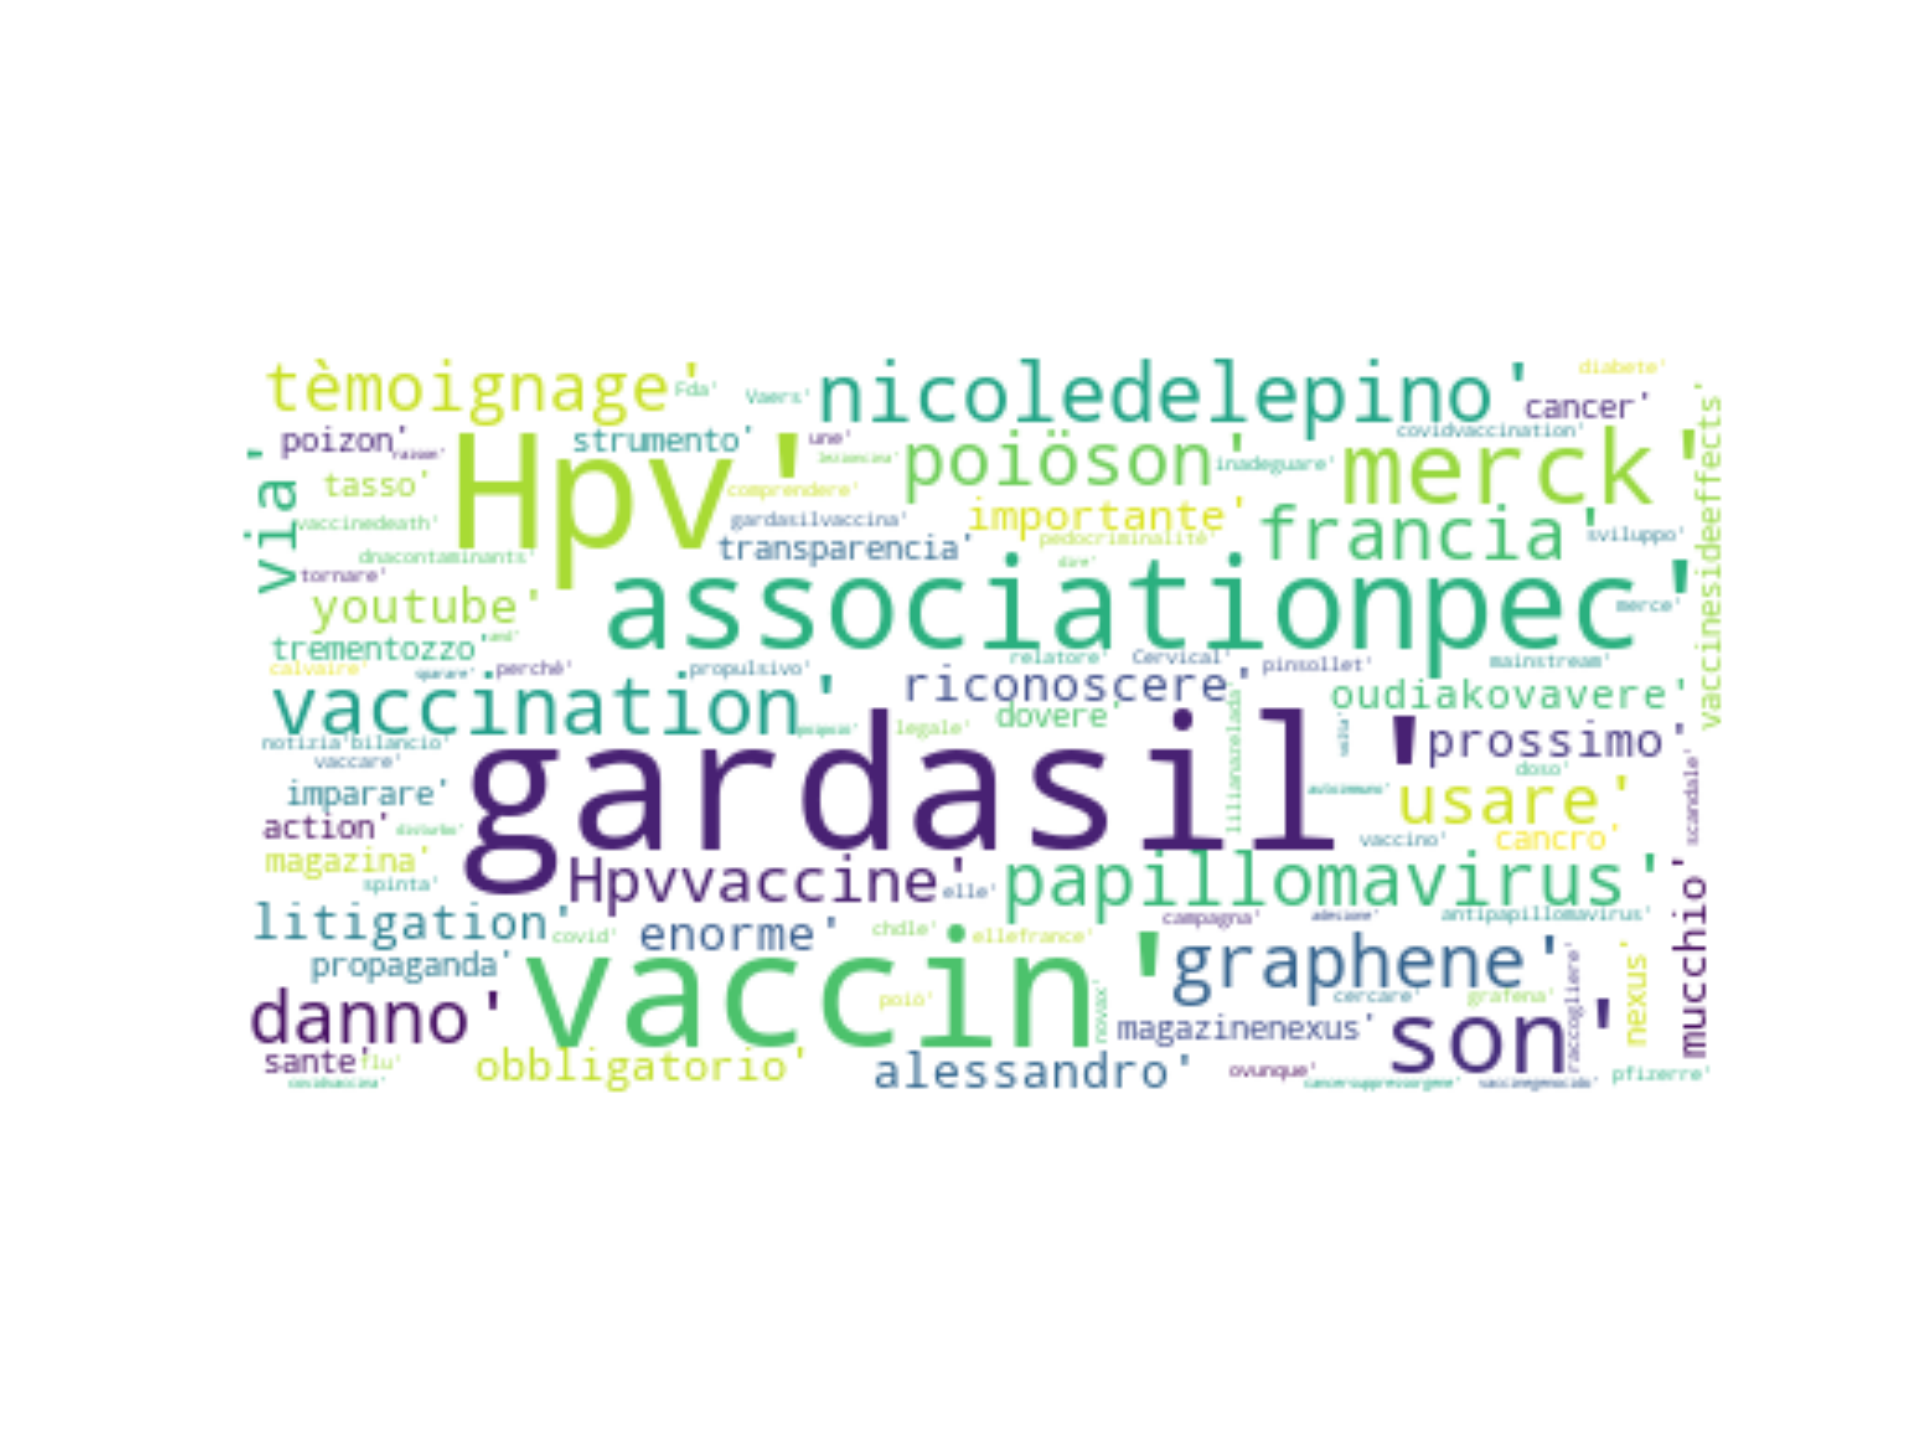 tèmoignage'
Fda'
Vaers'
nicoledelepino'
diabete'
cancer'
poizon'
strumento'
une'
covidvaccination'
Hpv'
poiöson'
inadeguare'
merck'
via'
tasso'
comprendere'
vaccinesideeffects'
vaccinedeath'
gardasilvaccina'
importante'
francia'
transparencia'
pedocriminalité'
sviluppo'
dnacontaminants'
dire'
tornare'
youtube'
associationpec'
merce'
trementozzo'
calvaire'
perché'
propulsivo'
relatore'
Cervical'
pinsollet'
mainstream'
riconoscere'
oudiakovavere'
vaccination'
dovere'
legale'
notizia'
bilancio'
gardasil'
prossimo'
vaccare'
doso'
scandale'
imparare'
usare'
action'
vaccino'
cancro'
magazina'
spinta'
Hpvvaccine'
elle'
papillomavirus'
mucchio'
litigation'
covid'
enorme'
chdle'
ellefrance'
campagna'
antipapillomavirus'
propaganda'
vaccin'
graphene'
raccogliere'
nexus'
danno'
poiö'
novax'
cercare'
grafena'
magazinenexus'
son'
sante'
flu'
obbligatorio'
alessandro'
ovunque'
pfizerre'